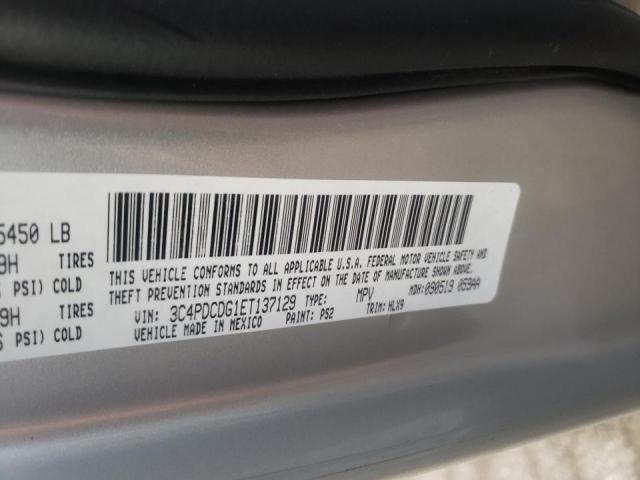 5450 LB
9H TIRES
PSI) COLD
9H TIRES
PSI) COLD
THIS VEHICLE CONFORMS TO ALL APPLICABLE U.S.A. FEDERAL MOTOR VEHICLE SAFETY AND
THEFT PREVENTION STANDARDS IN EFFECT ON THE DATE OF MANUFACTURE SHOWN ABOVE.
VIN: 3C4PDCDG1ET137129 TYPE: MPV MDH: 090519 059AA
VEHICLE MADE IN MEXICO PAINT: PS2 TRIM: HLX9